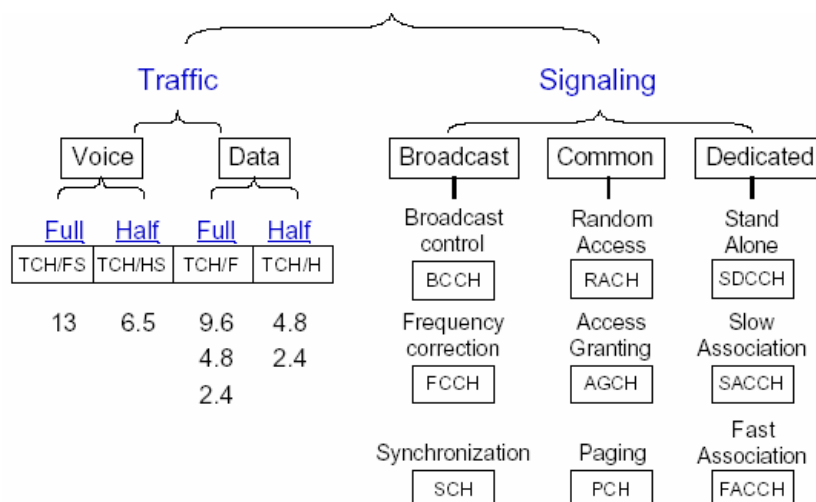 Traffic
Signaling
Voice
Data
Broadcast
Common
Dedicated
Full
Half
Full
Half
TCH/FS
TCH/HS
TCH/F
TCH/H
13
6.5
9.6
4.8
4.8
2.4
2.4
Broadcast
control
BCCH
Frequency
correction
FCCH
Synchronization
SCH
Random
Access
RACH
Access
Granting
AGCH
Paging
PCH
Stand
Alone
SDCCH
Slow
Association
SACCH
Fast
Association
FACCH